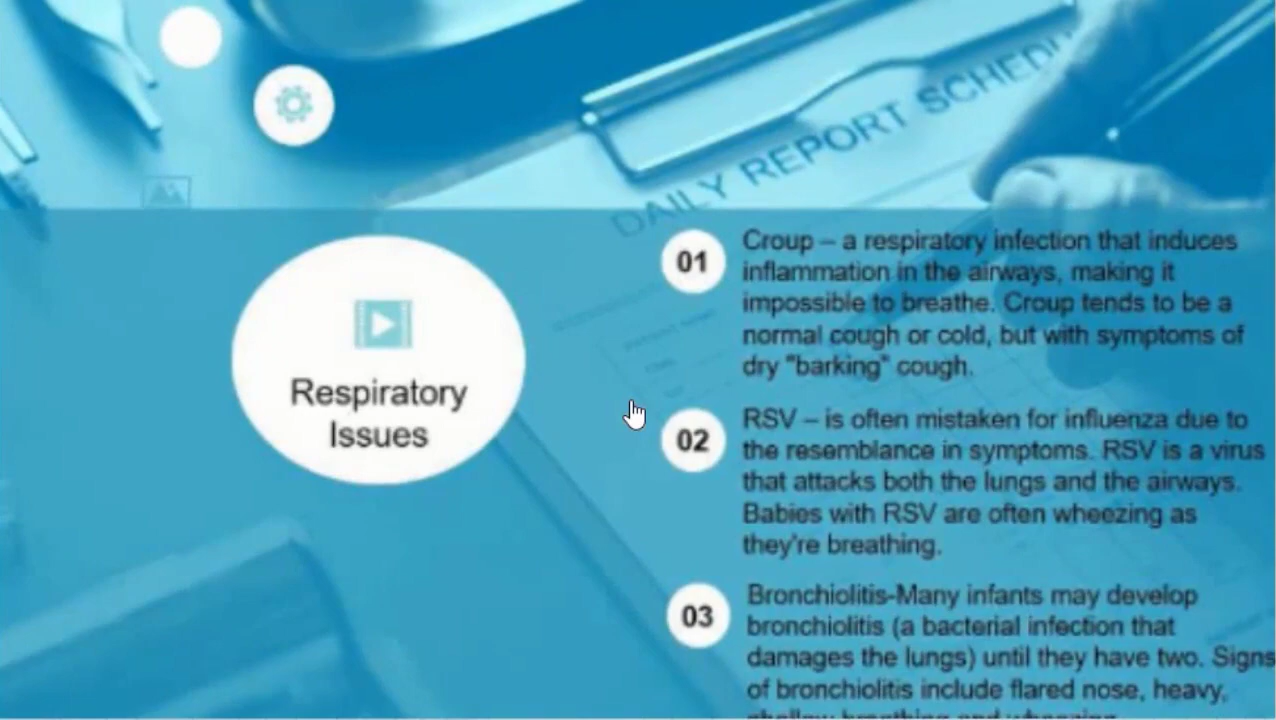 DAILY REPORT SCHEDU
Respiratory
Issues
01
Croup – a respiratory infection that induces
inflammation in the airways, making it
impossible to breathe. Croup tends to be a
normal cough or cold, but with symptoms of
dry "barking" cough.
02
RSV – is often mistaken for influenza due to
the resemblance in symptoms. RSV is a virus
that attacks both the lungs and the airways.
Babies with RSV are often wheezing as
they're breathing.
03
Bronchiolitis-Many infants may develop
bronchiolitis (a bacterial infection that
damages the lungs) until they have two. Signs
of bronchiolitis include flared nose, heavy,